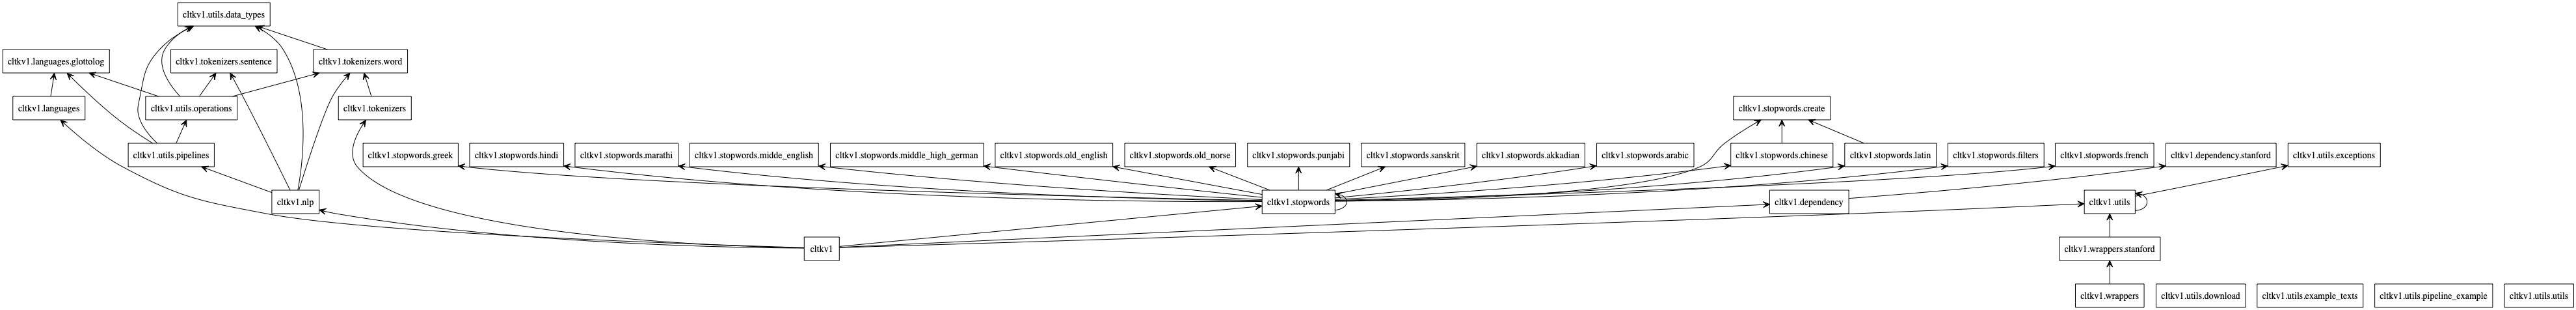 cltkv1.utils.data_types
cltkv1.languages.glottolog
cltkv1.tokenizers.sentence
cltkv1.tokenizers.word
cltkv1.languages
cltkv1.utils.operations
cltkv1.tokenizers
cltkv1.stopwords.create
cltkv1.utils.pipelines
cltkv1.stopwords.greek
cltkv1.stopwords.hindi
cltkv1.stopwords.marathi
cltkv1.stopwords.midde_english
cltkv1.stopwords.middle_high_german
cltkv1.stopwords.old_english
cltkv1.stopwords.old_norse
cltkv1.stopwords.punjabi
cltkv1.stopwords.sanskrit
cltkv1.stopwords.akkadian
cltkv1.stopwords.arabic
cltkv1.stopwords.chinese
cltkv1.stopwords.latin
cltkv1.stopwords.filters
cltkv1.stopwords.french
cltkv1.dependency.stanford
cltkv1.utils.exceptions
cltkv1.nlp
cltkv1.stopwords
cltkv1.dependency
cltkv1.utils
cltkv1
cltkv1.wrappers.stanford
cltkv1.wrappers
cltkv1.utils.download
cltkv1.utils.example_texts
cltkv1.utils.pipeline_example
cltkv1.utils.utils